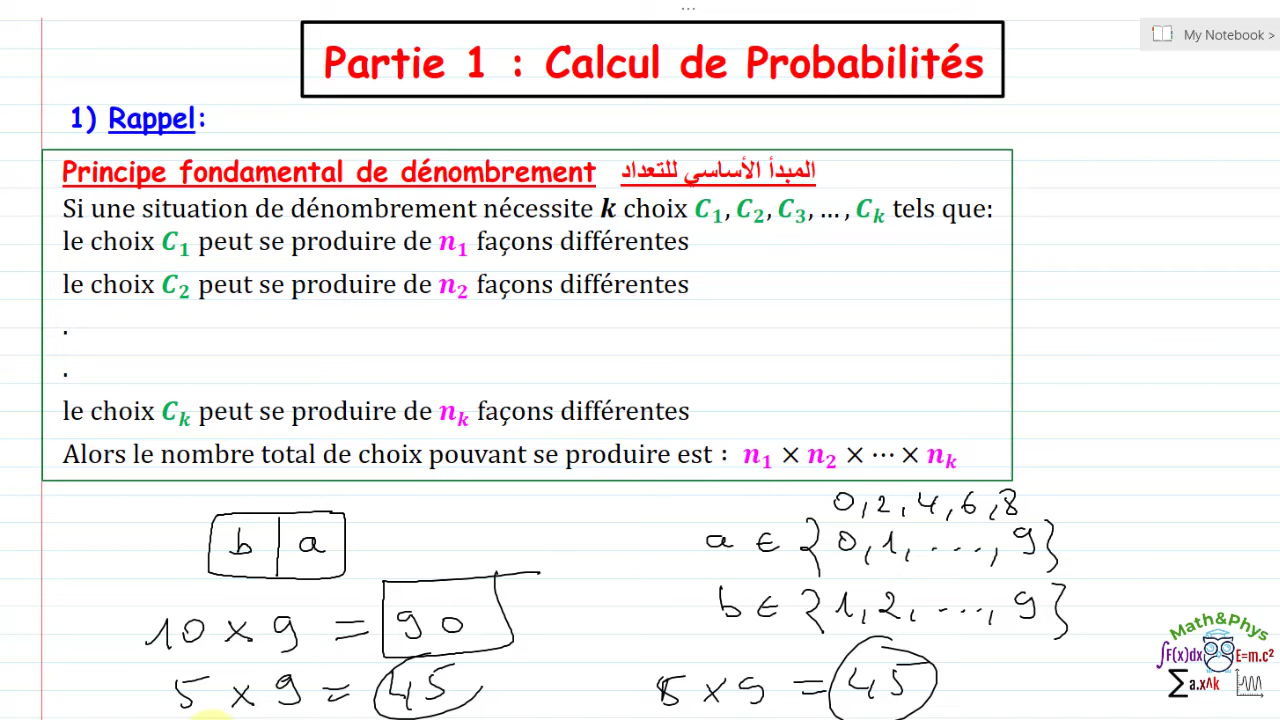 ...
My Notebook >
Partie 1 : Calcul de Probabilités
1) Rappel:
Principe fondamental de dénombrement المبدأ الأساسي للتعداد
Si une situation de dénombrement nécessite k choix C₁, C₂, C₃, … , Cₖ tels que:
le choix C₁ peut se produire de n₁ façons différentes
le choix C₂ peut se produire de n₂ façons différentes
.
.
le choix Cₖ peut se produire de nₖ façons différentes
Alors le nombre total de choix pouvant se produire est : n₁ × n₂ × ⋯ × nₖ
0, 2, 4, 6, 8
b | a
a ∈ {0, 1, ..., 9}
b ∈ {1, 2, ..., 9}
10 × 9 = 90
5 × 9 = 45
5 × 9 = 45
Math&Phys
∫F(x)dx E=m.c²
∑ a.x∧k